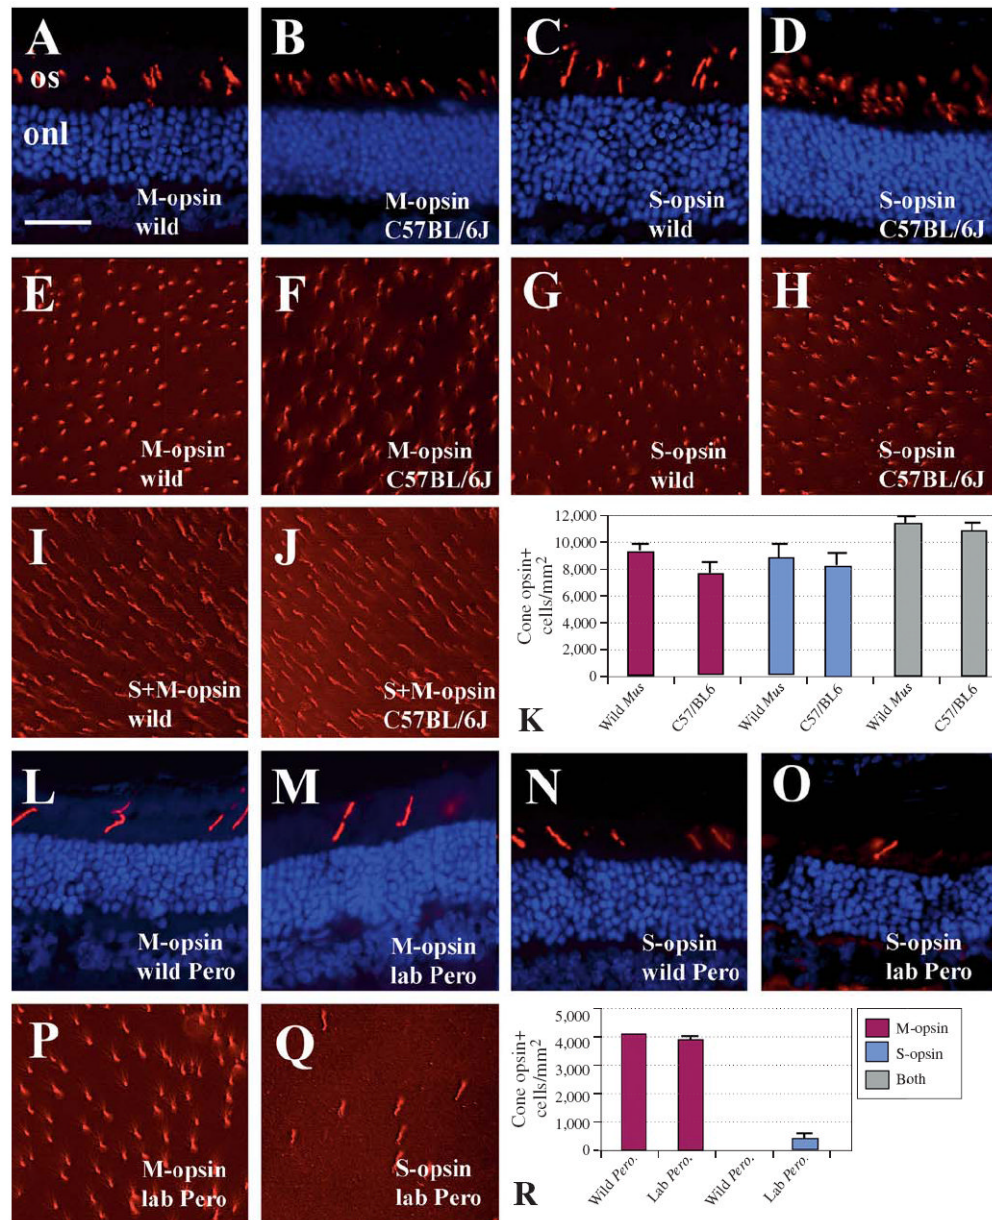 A
os
onl
M-opsin
wild
B
M-opsin
C57BL/6J
C
S-opsin
wild
D
S-opsin
C57BL/6J
E
M-opsin
wild
F
M-opsin
C57BL/6J
G
S-opsin
wild
H
S-opsin
C57BL/6J
I
S+M-opsin
wild
J
S+M-opsin
C57BL/6J
K
Cone opsin+
cells/mm2
12,000
10,000
8,000
6,000
4,000
2,000
0
Wild Mus
C57/BL6
Wild Mus
C57/BL6
Wild Mus
C57/BL6
L
M-opsin
wild Pero
M
M-opsin
lab Pero
N
S-opsin
wild Pero
O
S-opsin
lab Pero
P
M-opsin
lab Pero
Q
S-opsin
lab Pero
R
Cone opsin+
cells/mm2
5,000
4,000
3,000
2,000
1,000
0
Wild Pero.
Lab Pero.
Wild Pero.
Lab Pero.
M-opsin
S-opsin
Both